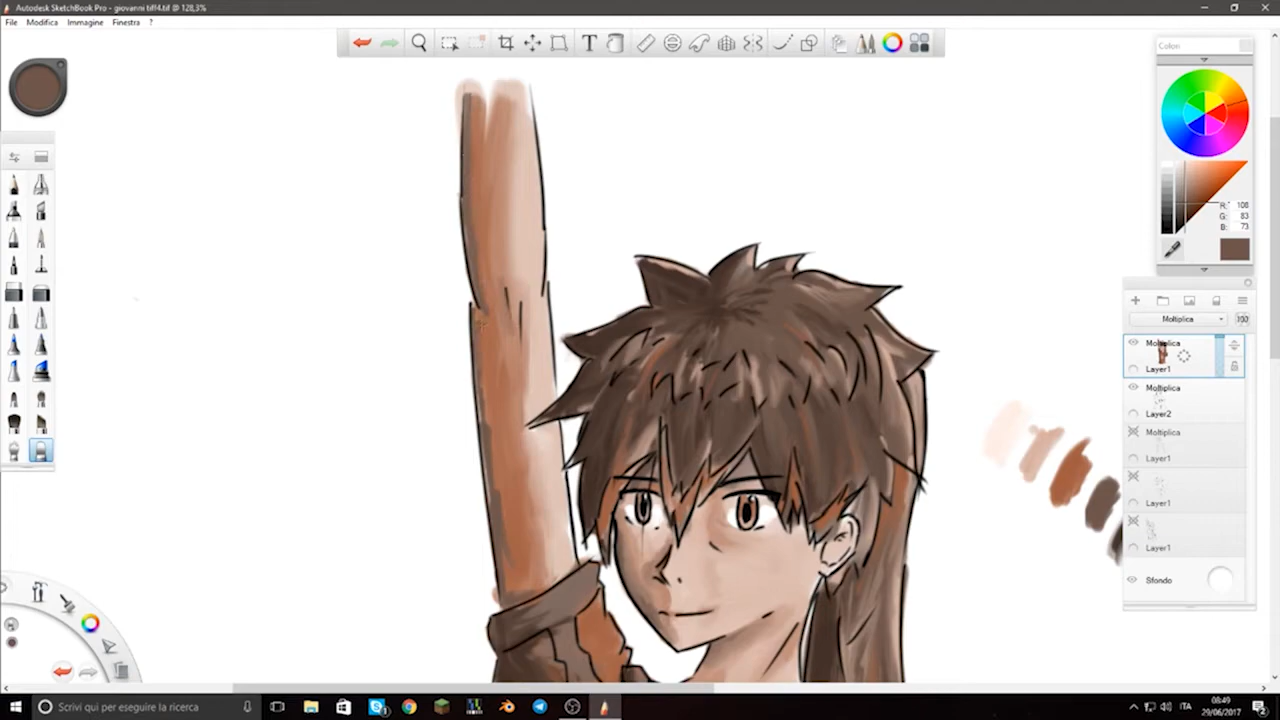 Autodesk SketchBook Pro - giovanni tiff4.tif @ 128,3%
File Modifica Immagine Finestra ?
T
Colori
R: 108
G: 83
B: 73
Moltiplica 100
Moltiplica
Layer1
Moltiplica
Layer2
Moltiplica
Layer1
Layer1
Layer1
Sfondo
Scrivi qui per eseguire la ricerca
ITA
08:49
29/06/2017